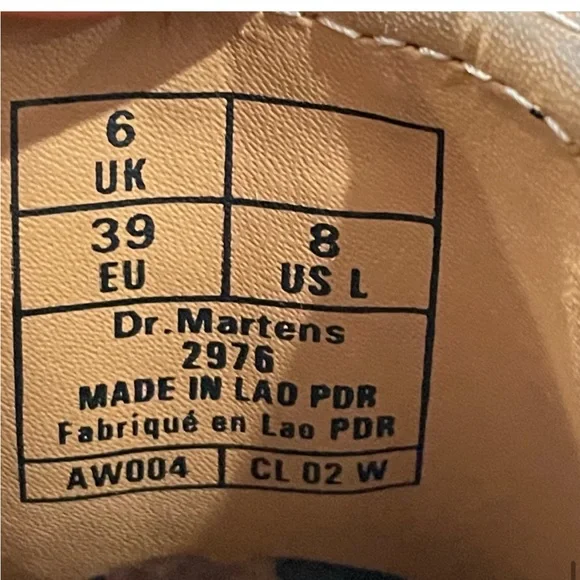 6
UK
39
EU
8
US L
Dr.Martens
2976
MADE IN LAO PDR
Fabriqué en Lao PDR
AW004
CL 02 W